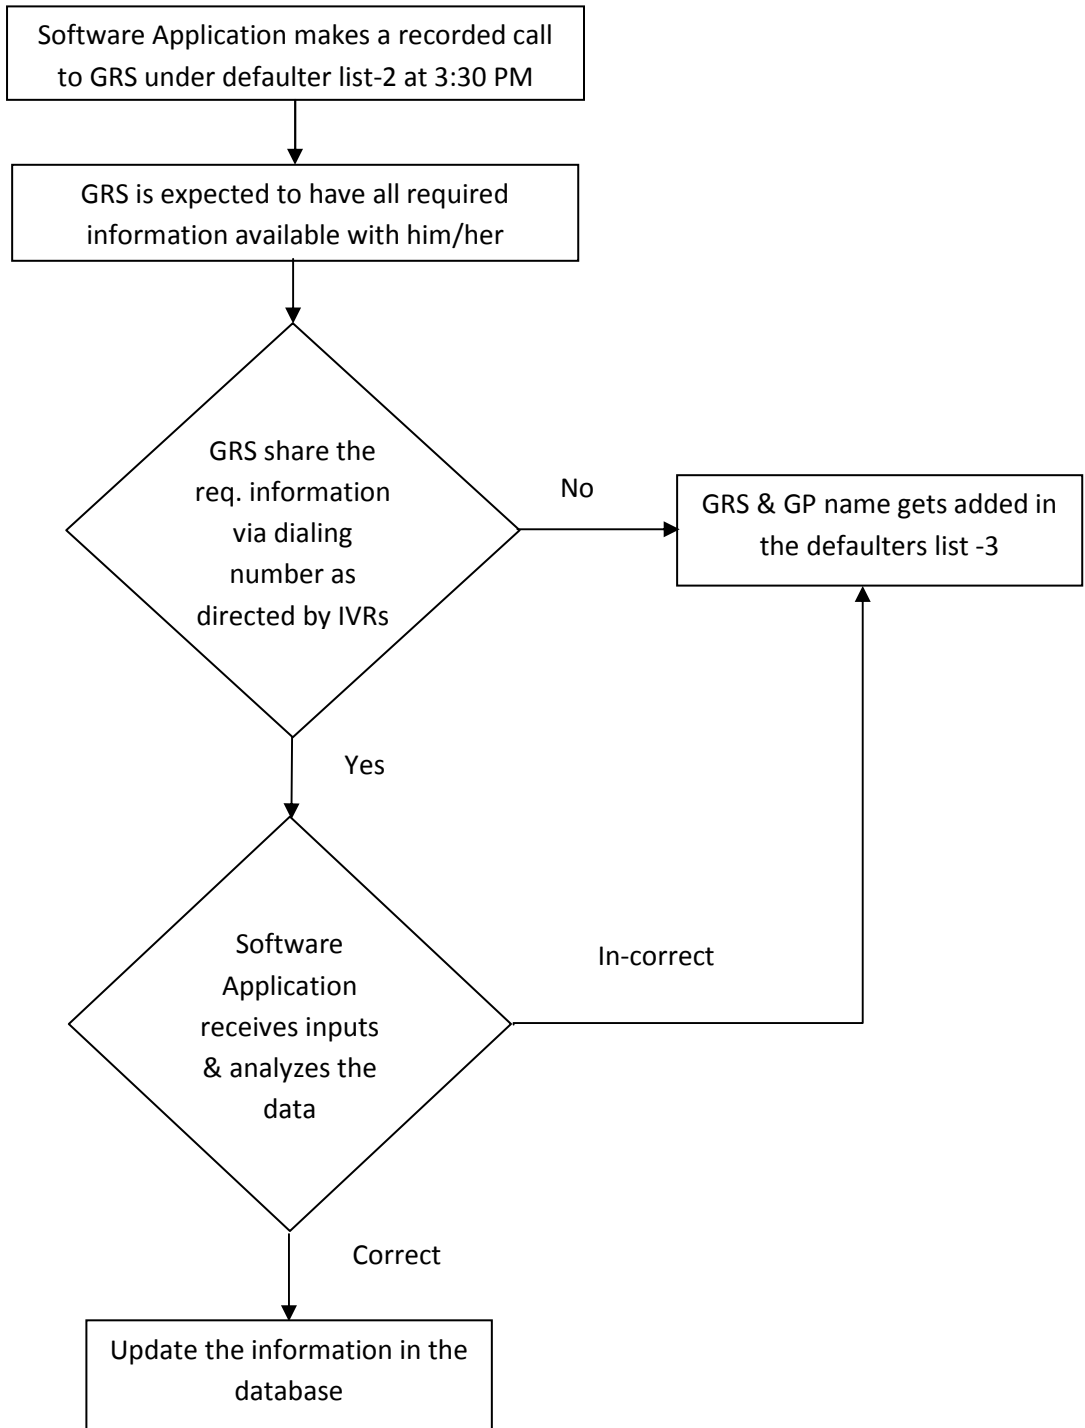 Software Application makes a recorded call
to GRS under defaulter list-2 at 3:30 PM
GRS is expected to have all required
information available with him/her
GRS share the
req. information
via dialing
number as
directed by IVRs
No
GRS & GP name gets added in
the defaulters list -3
Yes
Software
Application
receives inputs
& analyzes the
data
In-correct
Correct
Update the information in the
database